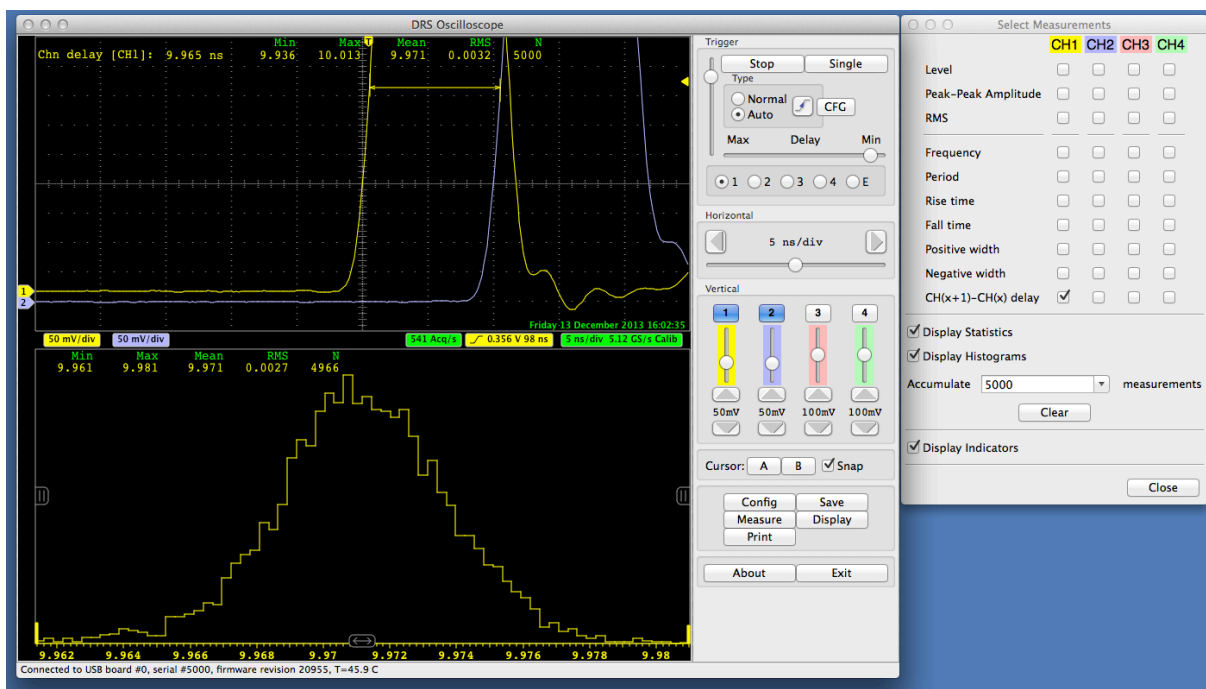 DRS Oscilloscope
Min Max Mean RMS N
Chn delay [CH1]: 9.965 ns 9.936 10.013 9.971 0.0032 5000
T
1
2
Friday-13 December 2013 16:02:35
50 mV/div 50 mV/div 541 Acq/s 0.356 V 98 ns 5 ns/div 5.12 GS/s Calib
Min Max Mean RMS N
9.961 9.981 9.971 0.0027 4966
9.962 9.964 9.966 9.968 9.97 9.972 9.974 9.976 9.978 9.98
Connected to USB board #0, serial #5000, firmware revision 20955, T=45.9 C
Trigger
Stop Single
Type
Normal
Auto
CFG
Max Delay Min
1 2 3 4 E
Horizontal
5 ns/div
Vertical
1 2 3 4
50mV 50mV 100mV 100mV
Cursor: A B Snap
Config Save
Measure Display
Print
About Exit
Select Measurements
CH1 CH2 CH3 CH4
Level
Peak-Peak Amplitude
RMS
Frequency
Period
Rise time
Fall time
Positive width
Negative width
CH(x+1)-CH(x) delay
Display Statistics
Display Histograms
Accumulate 5000 measurements
Clear
Display Indicators
Close